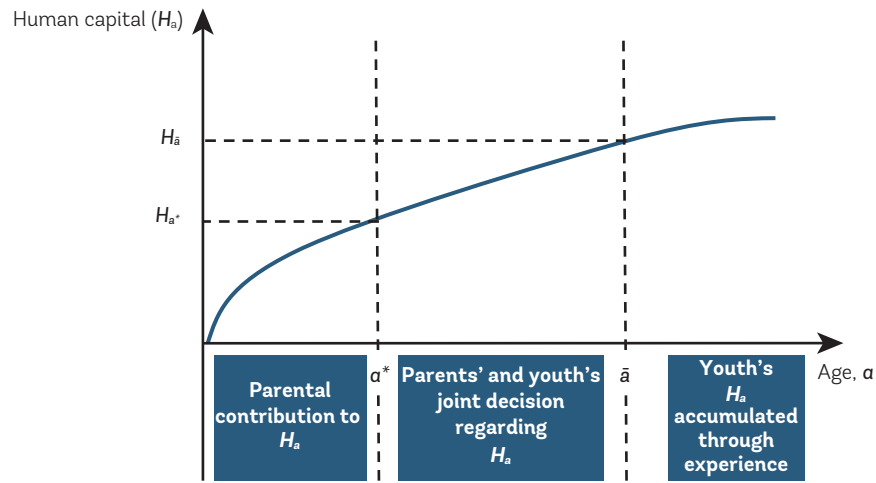 Human capital (Hₐ)
Hā
Hₐ*
Parental
contribution to
Hₐ
a*
Parents’ and youth’s
joint decision
regarding
Hₐ
ā
Youth’s
Hₐ
accumulated
through
experience
Age, a